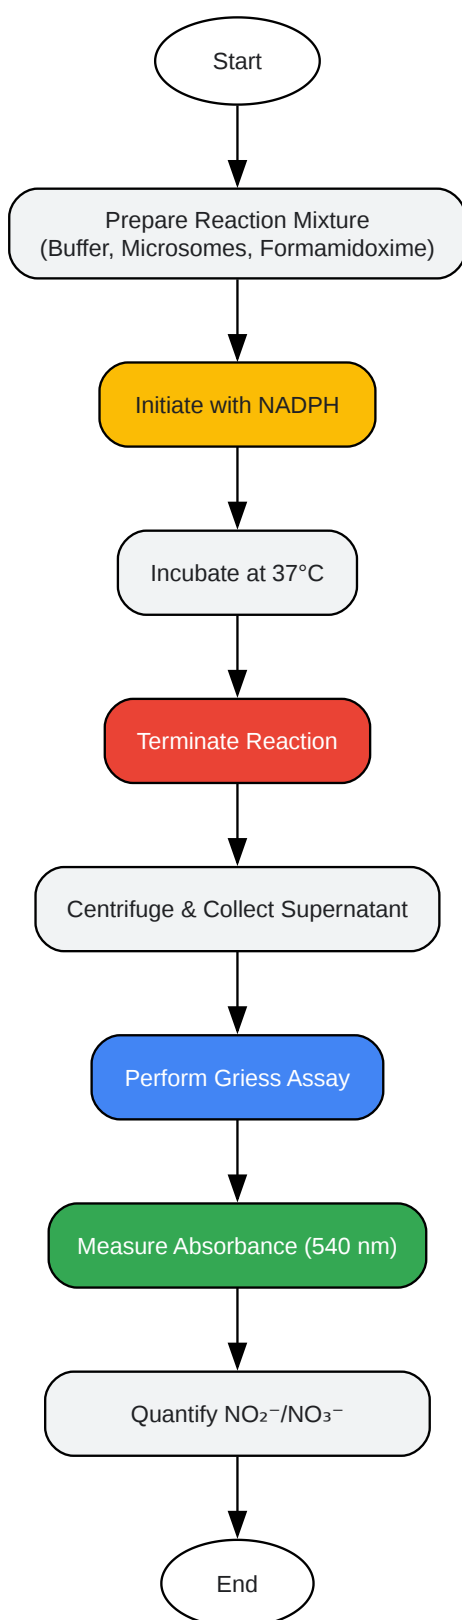 Start
Prepare Reaction Mixture
(Buffer, Microsomes, Formamidoxime)
Initiate with NADPH
Incubate at 37°C
Terminate Reaction
Centrifuge & Collect Supernatant
Perform Griess Assay
Measure Absorbance (540 nm)
Quantify NO₂⁻/NO₃⁻
End